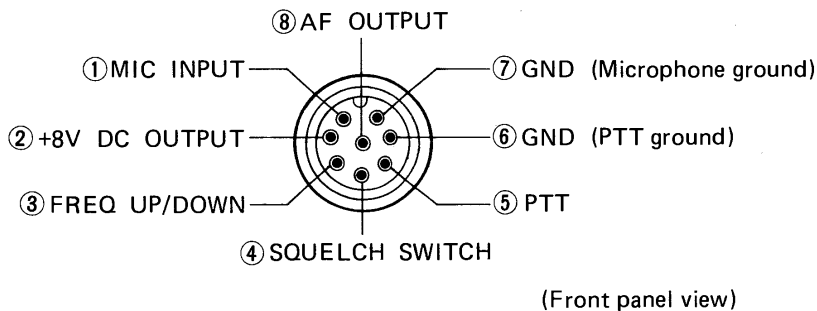 ⑧AF OUTPUT
①MIC INPUT
⑦GND (Microphone ground)
②+8V DC OUTPUT
⑥GND (PTT ground)
③FREQ UP/DOWN
⑤PTT
④SQUELCH SWITCH
(Front panel view)